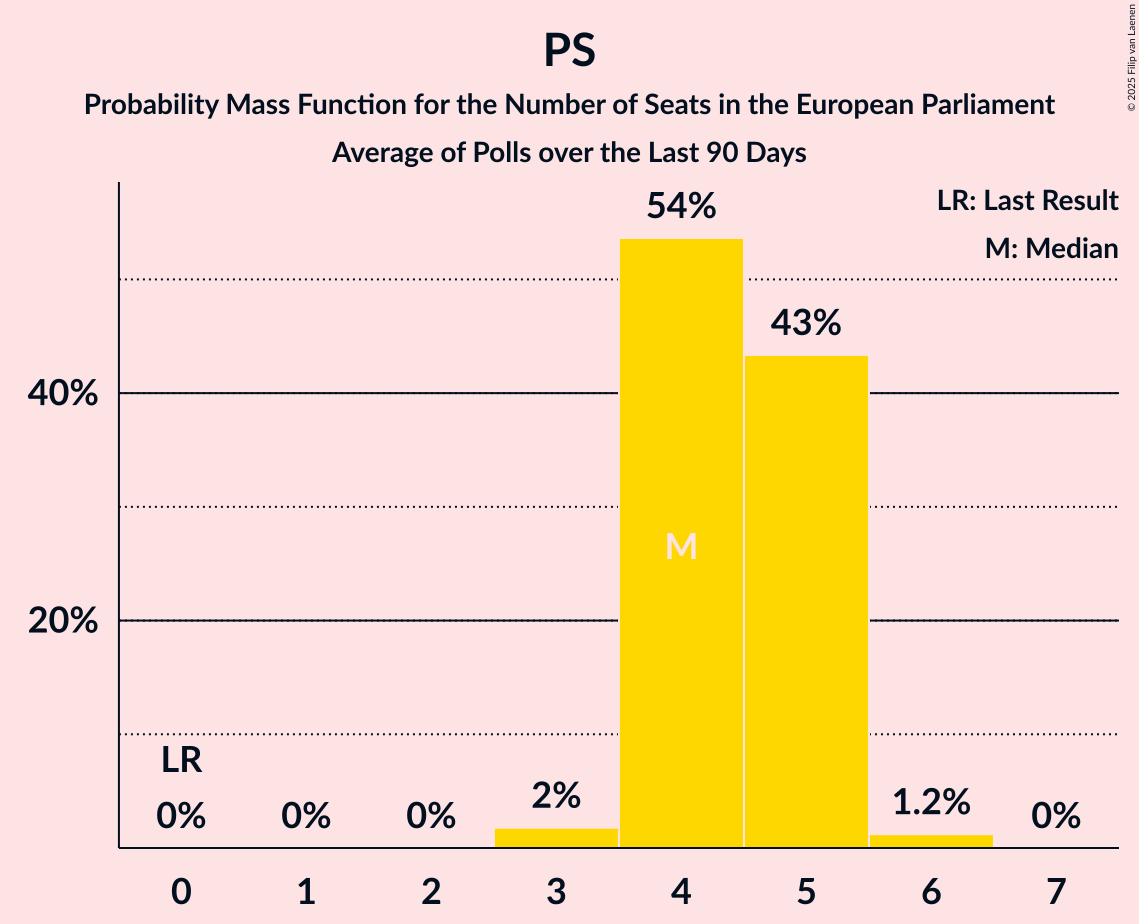 PS
Probability Mass Function for the Number of Seats in the European Parliament
Average of Polls over the Last 90 Days
© 2025 Filip van Laenen
LR: Last Result
M: Median
54%
43%
40%
M
20%
LR
0%
0%
0%
2%
1.2%
0%
0
1
2
3
4
5
6
7